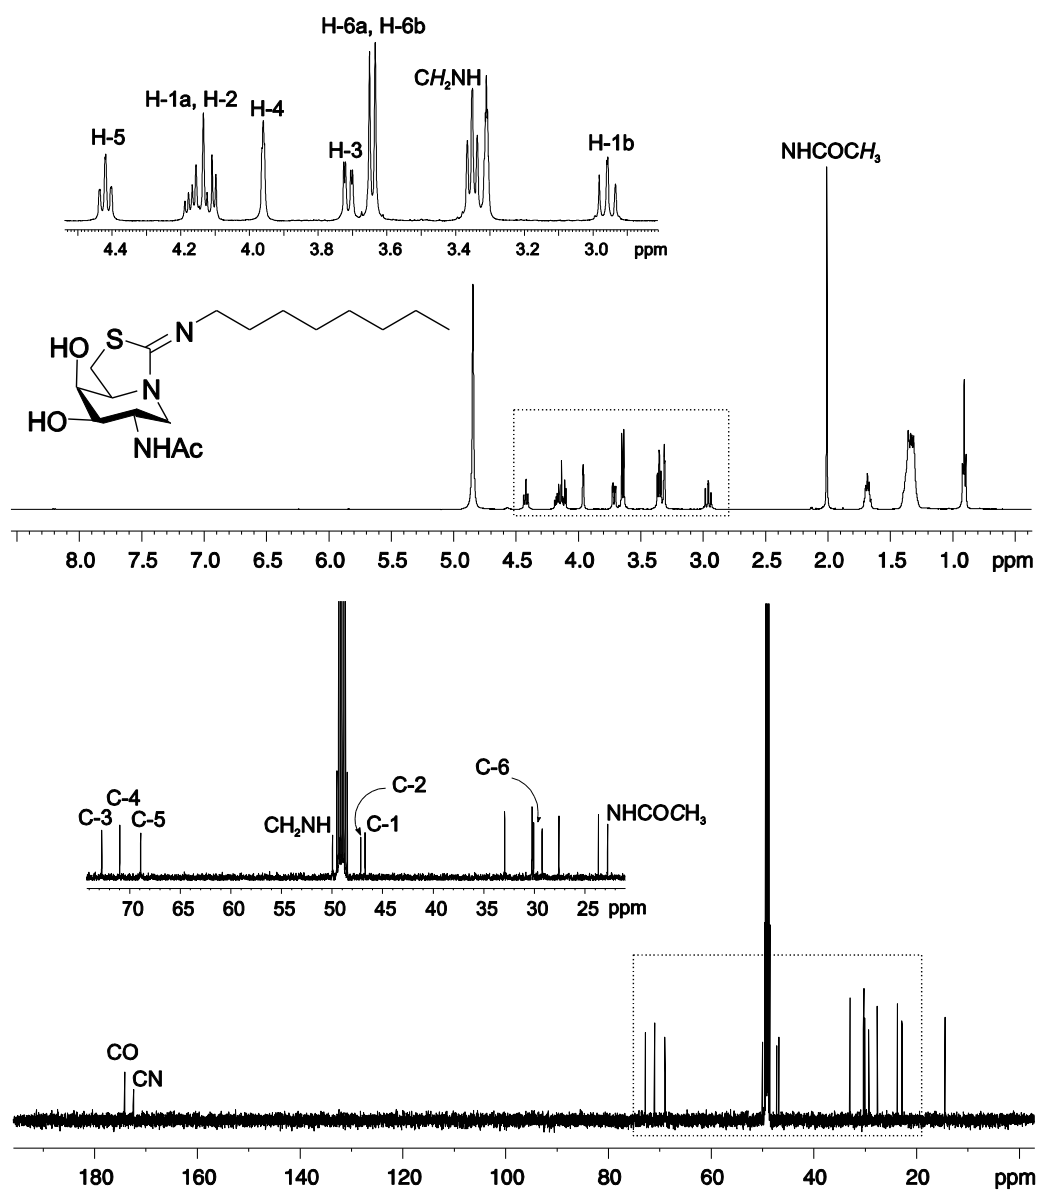 H-6a, H-6b
CH₂NH
H-1a, H-2
H-4
H-5
H-3
H-1b
NHCOCH₃
4.4 4.2 4.0 3.8 3.6 3.4 3.2 3.0 ppm
S
N
HO
N
HO
NHAc
8.0 7.5 7.0 6.5 6.0 5.5 5.0 4.5 4.0 3.5 3.0 2.5 2.0 1.5 1.0 ppm
C-6
C-2
C-4
C-3
C-5
CH₂NH
C-1
NHCOCH₃
70 65 60 55 50 45 40 35 30 25 ppm
CO
CN
180 160 140 120 100 80 60 40 20 ppm